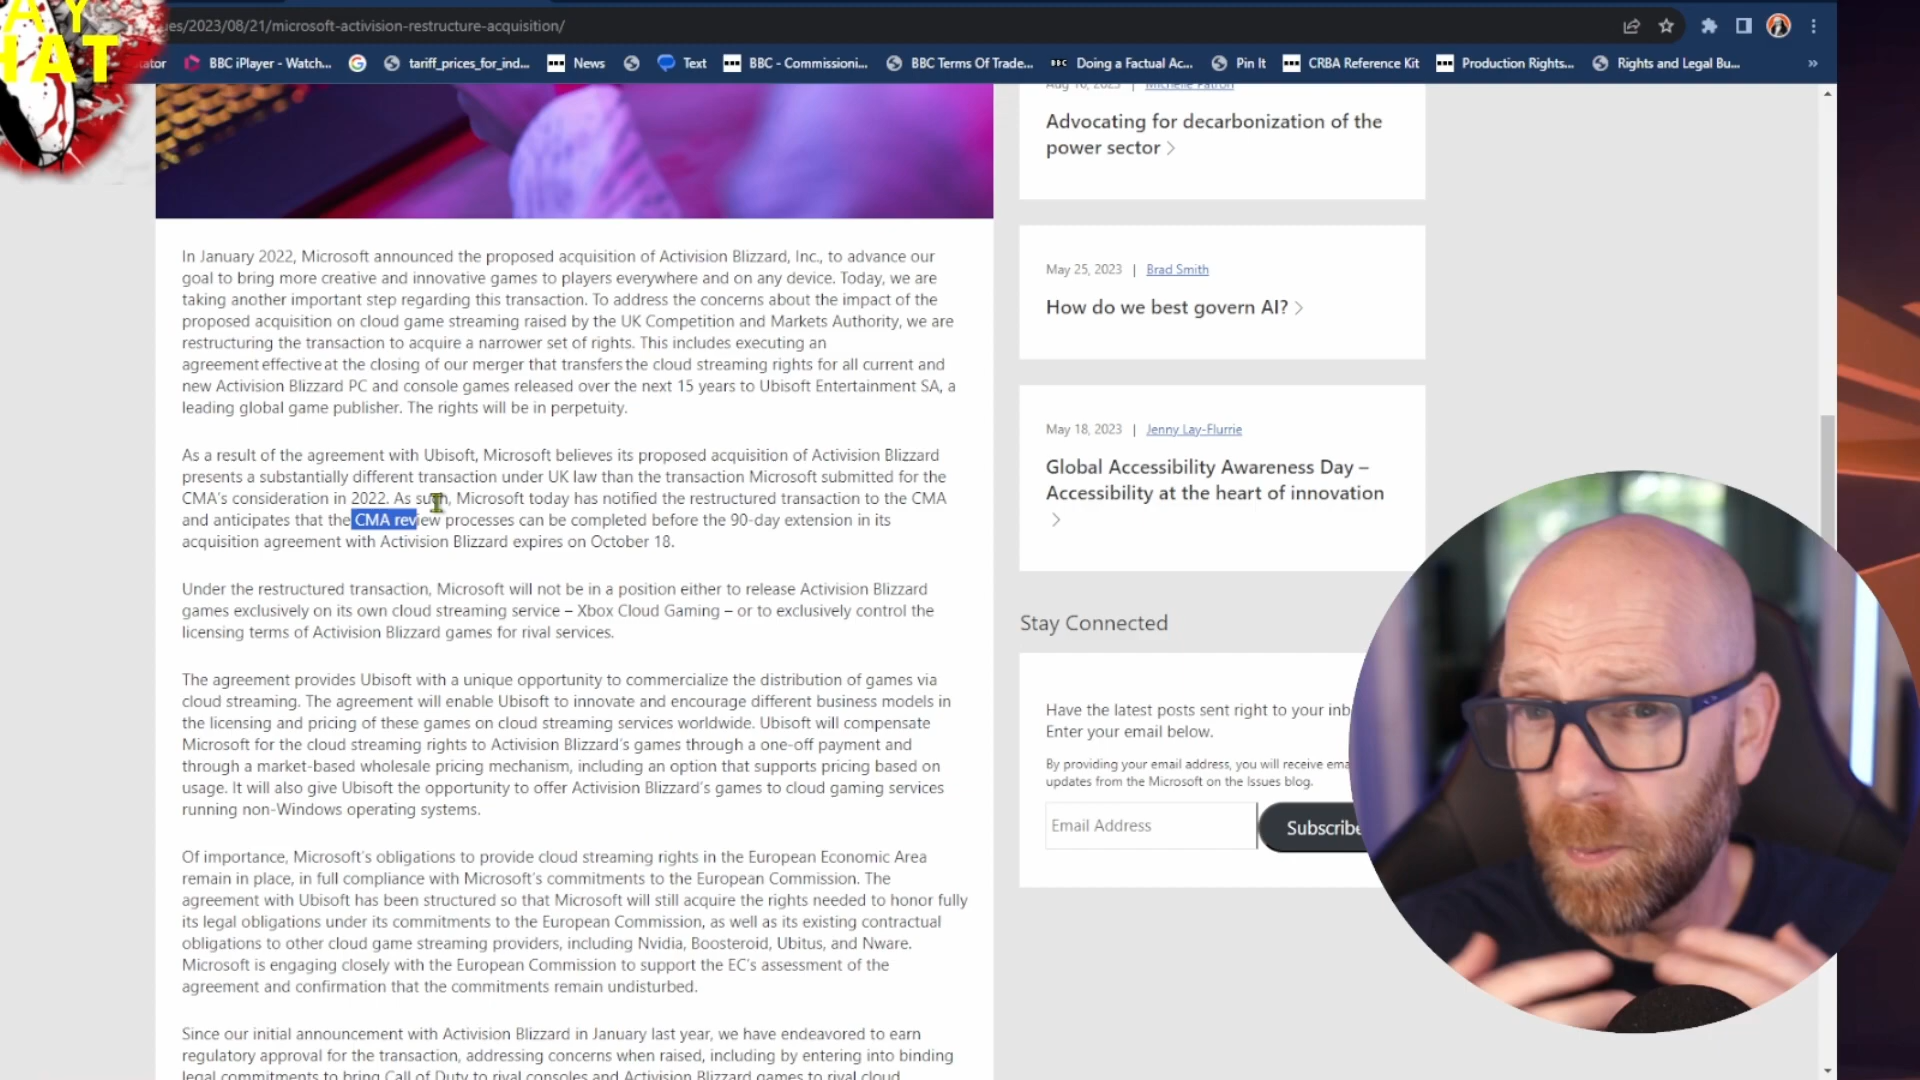 AY
HAT
es/2023/08/21/microsoft-activision-restructure-acquisition/
ator
BBC iPlayer - Watch...
tariff_prices_for_ind...
News
Text
BBC - Commissioni...
BBC Terms Of Trade...
BBC
Doing a Factual Ac...
Pin It
CRBA Reference Kit
Production Rights...
Rights and Legal Bu...
»
In January 2022, Microsoft announced the proposed acquisition of Activision Blizzard, Inc., to advance our
goal to bring more creative and innovative games to players everywhere and on any device. Today, we are
taking another important step regarding this transaction. To address the concerns about the impact of the
proposed acquisition on cloud game streaming raised by the UK Competition and Markets Authority, we are
restructuring the transaction to acquire a narrower set of rights. This includes executing an
agreement effective at the closing of our merger that transfers the cloud streaming rights for all current and
new Activision Blizzard PC and console games released over the next 15 years to Ubisoft Entertainment SA, a
leading global game publisher. The rights will be in perpetuity.
As a result of the agreement with Ubisoft, Microsoft believes its proposed acquisition of Activision Blizzard
presents a substantially different transaction under UK law than the transaction Microsoft submitted for the
CMA's consideration in 2022. As such, Microsoft today has notified the restructured transaction to the CMA
and anticipates that the CMA review processes can be completed before the 90-day extension in its
acquisition agreement with Activision Blizzard expires on October 18.
Under the restructured transaction, Microsoft will not be in a position either to release Activision Blizzard
games exclusively on its own cloud streaming service – Xbox Cloud Gaming – or to exclusively control the
licensing terms of Activision Blizzard games for rival services.
The agreement provides Ubisoft with a unique opportunity to commercialize the distribution of games via
cloud streaming. The agreement will enable Ubisoft to innovate and encourage different business models in
the licensing and pricing of these games on cloud streaming services worldwide. Ubisoft will compensate
Microsoft for the cloud streaming rights to Activision Blizzard's games through a one-off payment and
through a market-based wholesale pricing mechanism, including an option that supports pricing based on
usage. It will also give Ubisoft the opportunity to offer Activision Blizzard's games to cloud gaming services
running non-Windows operating systems.
Of importance, Microsoft's obligations to provide cloud streaming rights in the European Economic Area
remain in place, in full compliance with Microsoft's commitments to the European Commission. The
agreement with Ubisoft has been structured so that Microsoft will still acquire the rights needed to honor fully
its legal obligations under its commitments to the European Commission, as well as its existing contractual
obligations to other cloud game streaming providers, including Nvidia, Boosteroid, Ubitus, and Nware.
Microsoft is engaging closely with the European Commission to support the EC's assessment of the
agreement and confirmation that the commitments remain undisturbed.
Since our initial announcement with Activision Blizzard in January last year, we have endeavored to earn
regulatory approval for the transaction, addressing concerns when raised, including by entering into binding
legal commitments to bring Call of Duty to rival consoles and Activision Blizzard games to rival cloud
Aug 10, 2023 | Michelle Patron
Advocating for decarbonization of the
power sector >
May 25, 2023 | Brad Smith
How do we best govern AI? >
May 18, 2023 | Jenny Lay-Flurrie
Global Accessibility Awareness Day –
Accessibility at the heart of innovation
>
Stay Connected
Have the latest posts sent right to your inb
Enter your email below.
By providing your email address, you will receive ema
updates from the Microsoft on the Issues blog.
Email Address
Subscribe